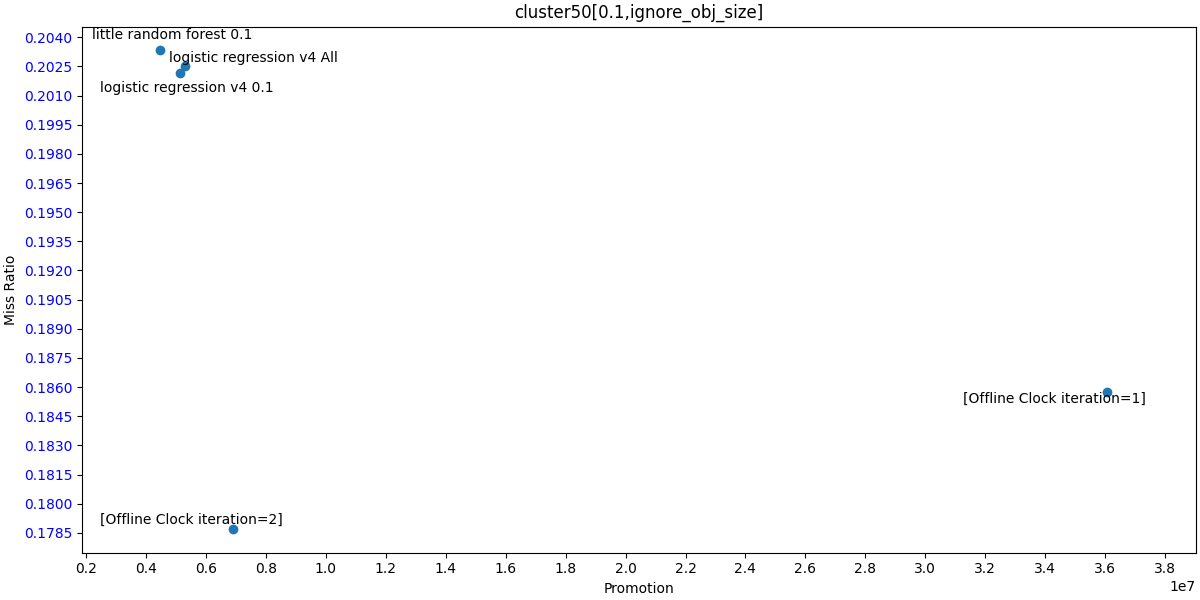 cluster50[0.1,ignore_obj_size]
0.2040
0.2025
0.2010
0.1995
0.1980
0.1965
0.1950
0.1935
0.1920
0.1905
0.1890
0.1875
0.1860
0.1845
0.1830
0.1815
0.1800
0.1785
Miss Ratio
little random forest 0.1
logistic regression v4 All
logistic regression v4 0.1
[Offline Clock iteration=1]
[Offline Clock iteration=2]
0.2 0.4 0.6 0.8 1.0 1.2 1.4 1.6 1.8 2.0 2.2 2.4 2.6 2.8 3.0 3.2 3.4 3.6 3.8
1e7
Promotion